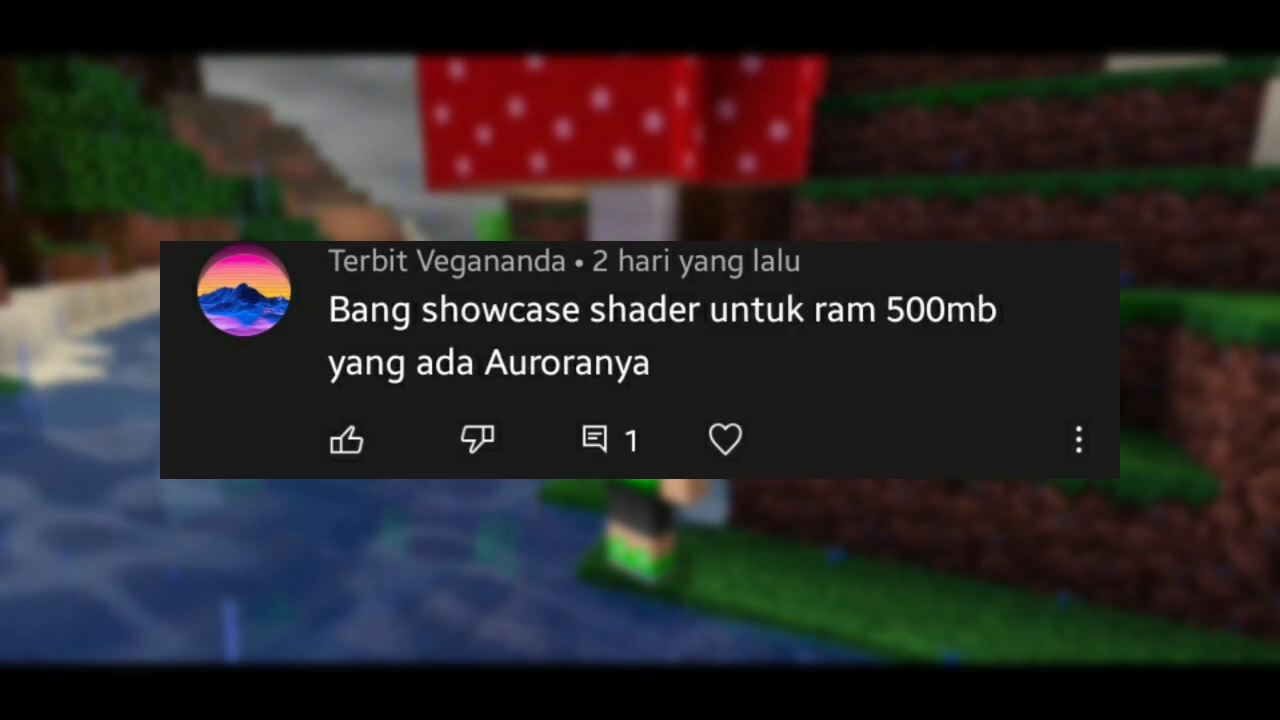 Terbit Vegananda • 2 hari yang lalu
Bang showcase shader untuk ram 500mb
yang ada Auroranya
1